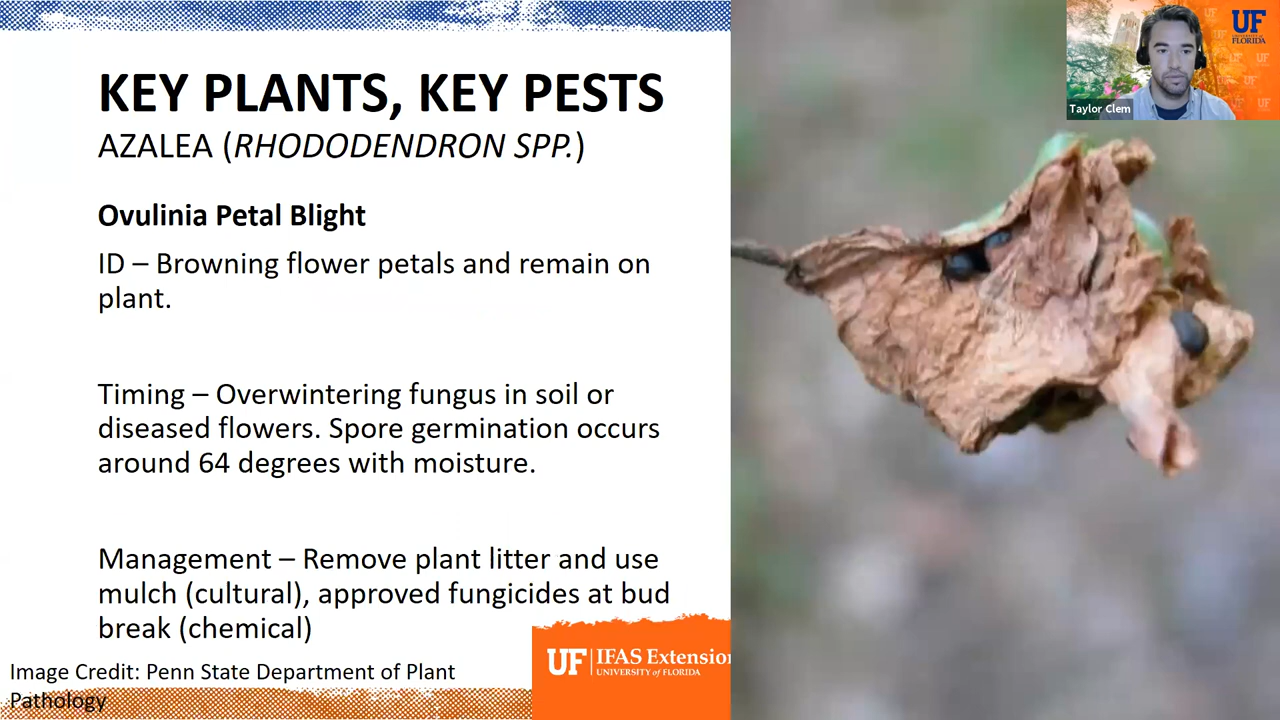 KEY PLANTS, KEY PESTS
AZALEA (RHODODENDRON SPP.)
Ovulinia Petal Blight
ID – Browning flower petals and remain on
plant.
Timing – Overwintering fungus in soil or
diseased flowers. Spore germination occurs
around 64 degrees with moisture.
Management – Remove plant litter and use
mulch (cultural), approved fungicides at bud
break (chemical)
Image Credit: Penn State Department of Plant
Pathology
UF IFAS Extension
UNIVERSITY of FLORIDA
Taylor Clem
UF
UNIVERSITY of
FLORIDA